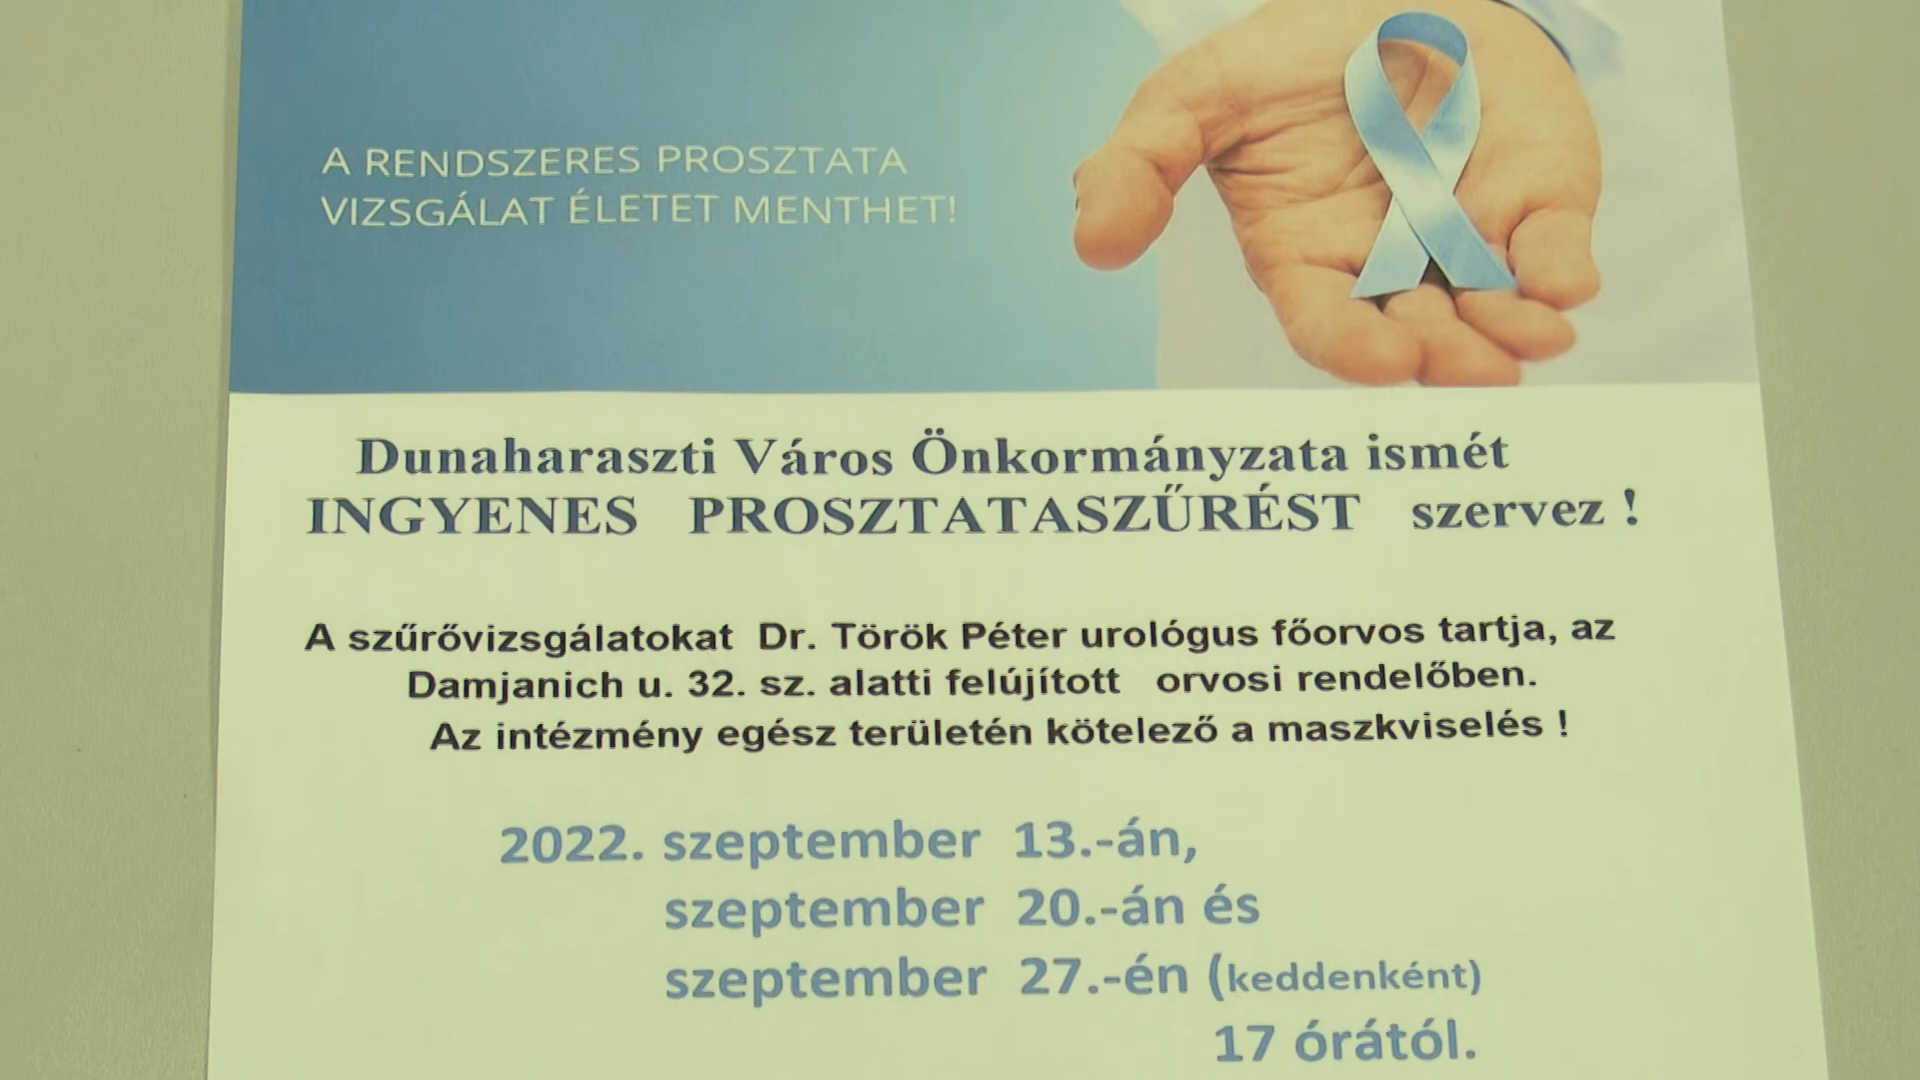 A RENDSZERES PROSZTATA
VIZSGÁLAT ÉLETET MENTHET!
Dunaharaszti Város Önkormányzata ismét
INGYENES PROSZTATASZŰRÉST szervez !
A szűrővizsgálatokat Dr. Török Péter urológus főorvos tartja, az
Damjanich u. 32. sz. alatti felújított orvosi rendelőben.
Az intézmény egész területén kötelező a maszkviselés !
2022. szeptember 13.-án,
szeptember 20.-án és
szeptember 27.-én (keddenként)
17 órától.